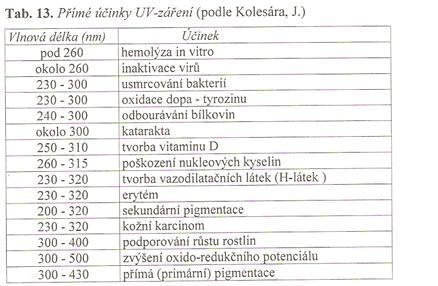 Tab. 13. Přímé účinky UV-záření (podle Kolesára, J.)
Vlnová délka (nm) Účinek
pod 260 hemolýza in vitro
okolo 260 inaktivace virů
230 - 300 usmrcování bakterií
230 - 300 oxidace dopa - tyrozinu
240 - 300 odbourávání bílkovin
okolo 300 katarakta
250 - 310 tvorba vitaminu D
260 - 315 poškození nukleových kyselin
230 - 320 tvorba vazodilatačních látek (H-látek )
230 - 320 erytém
200 - 320 sekundární pigmentace
230 - 320 kožní karcinom
300 - 400 podporování růstu rostlin
300 - 500 zvýšení oxido-redukčního potenciálu
300 - 430 přímá (primární) pigmentace